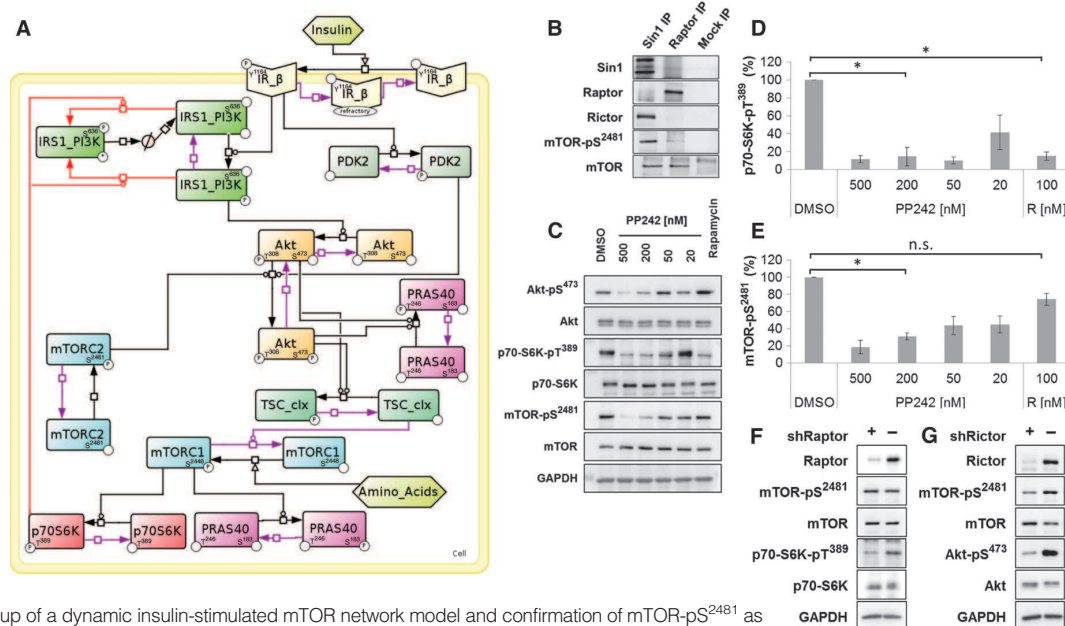 A
Insulin
P
Y1164
IR_β
Y1164
IR_β
refractory
P
Y1164
IR_β
IRS1_PI3K
S636
P
IRS1_PI3K
S636
IRS1_PI3K
S636
P
PDK2
PDK2
P
Akt
T308
S473
P
Akt
T308
S473
Akt
T308
S473
P
P
PRAS40
T246
S183
P
PRAS40
T246
S183
mTORC2
S2481
P
mTORC2
S2481
TSC_clx
P
TSC_clx
mTORC1
S2448
P
mTORC1
S2448
Amino_Acids
p70S6K
T389
P
p70S6K
T389
PRAS40
T246
S183
PRAS40
T246
S183
P
Cell
B
Sin1 IP
Raptor IP
Mock IP
Sin1
Raptor
Rictor
mTOR-pS2481
mTOR
C
DMSO
PP242 [nM]
500
200
50
20
Rapamycin
Akt-pS473
Akt
p70-S6K-pT389
p70-S6K
mTOR-pS2481
mTOR
GAPDH
D
p70-S6K-pT389 (%)
120
100
80
60
40
20
0
*
*
DMSO
500
200
50
20
100
PP242 [nM]
R [nM]
E
mTOR-pS2481 (%)
120
100
80
60
40
20
0
n.s.
*
DMSO
500
200
50
20
100
PP242 [nM]
R [nM]
F
shRaptor + −
Raptor
mTOR-pS2481
mTOR
p70-S6K-pT389
p70-S6K
GAPDH
G
shRictor + −
Rictor
mTOR-pS2481
mTOR
Akt-pS473
Akt
GAPDH
up of a dynamic insulin-stimulated mTOR network model and confirmation of mTOR-pS2481 as